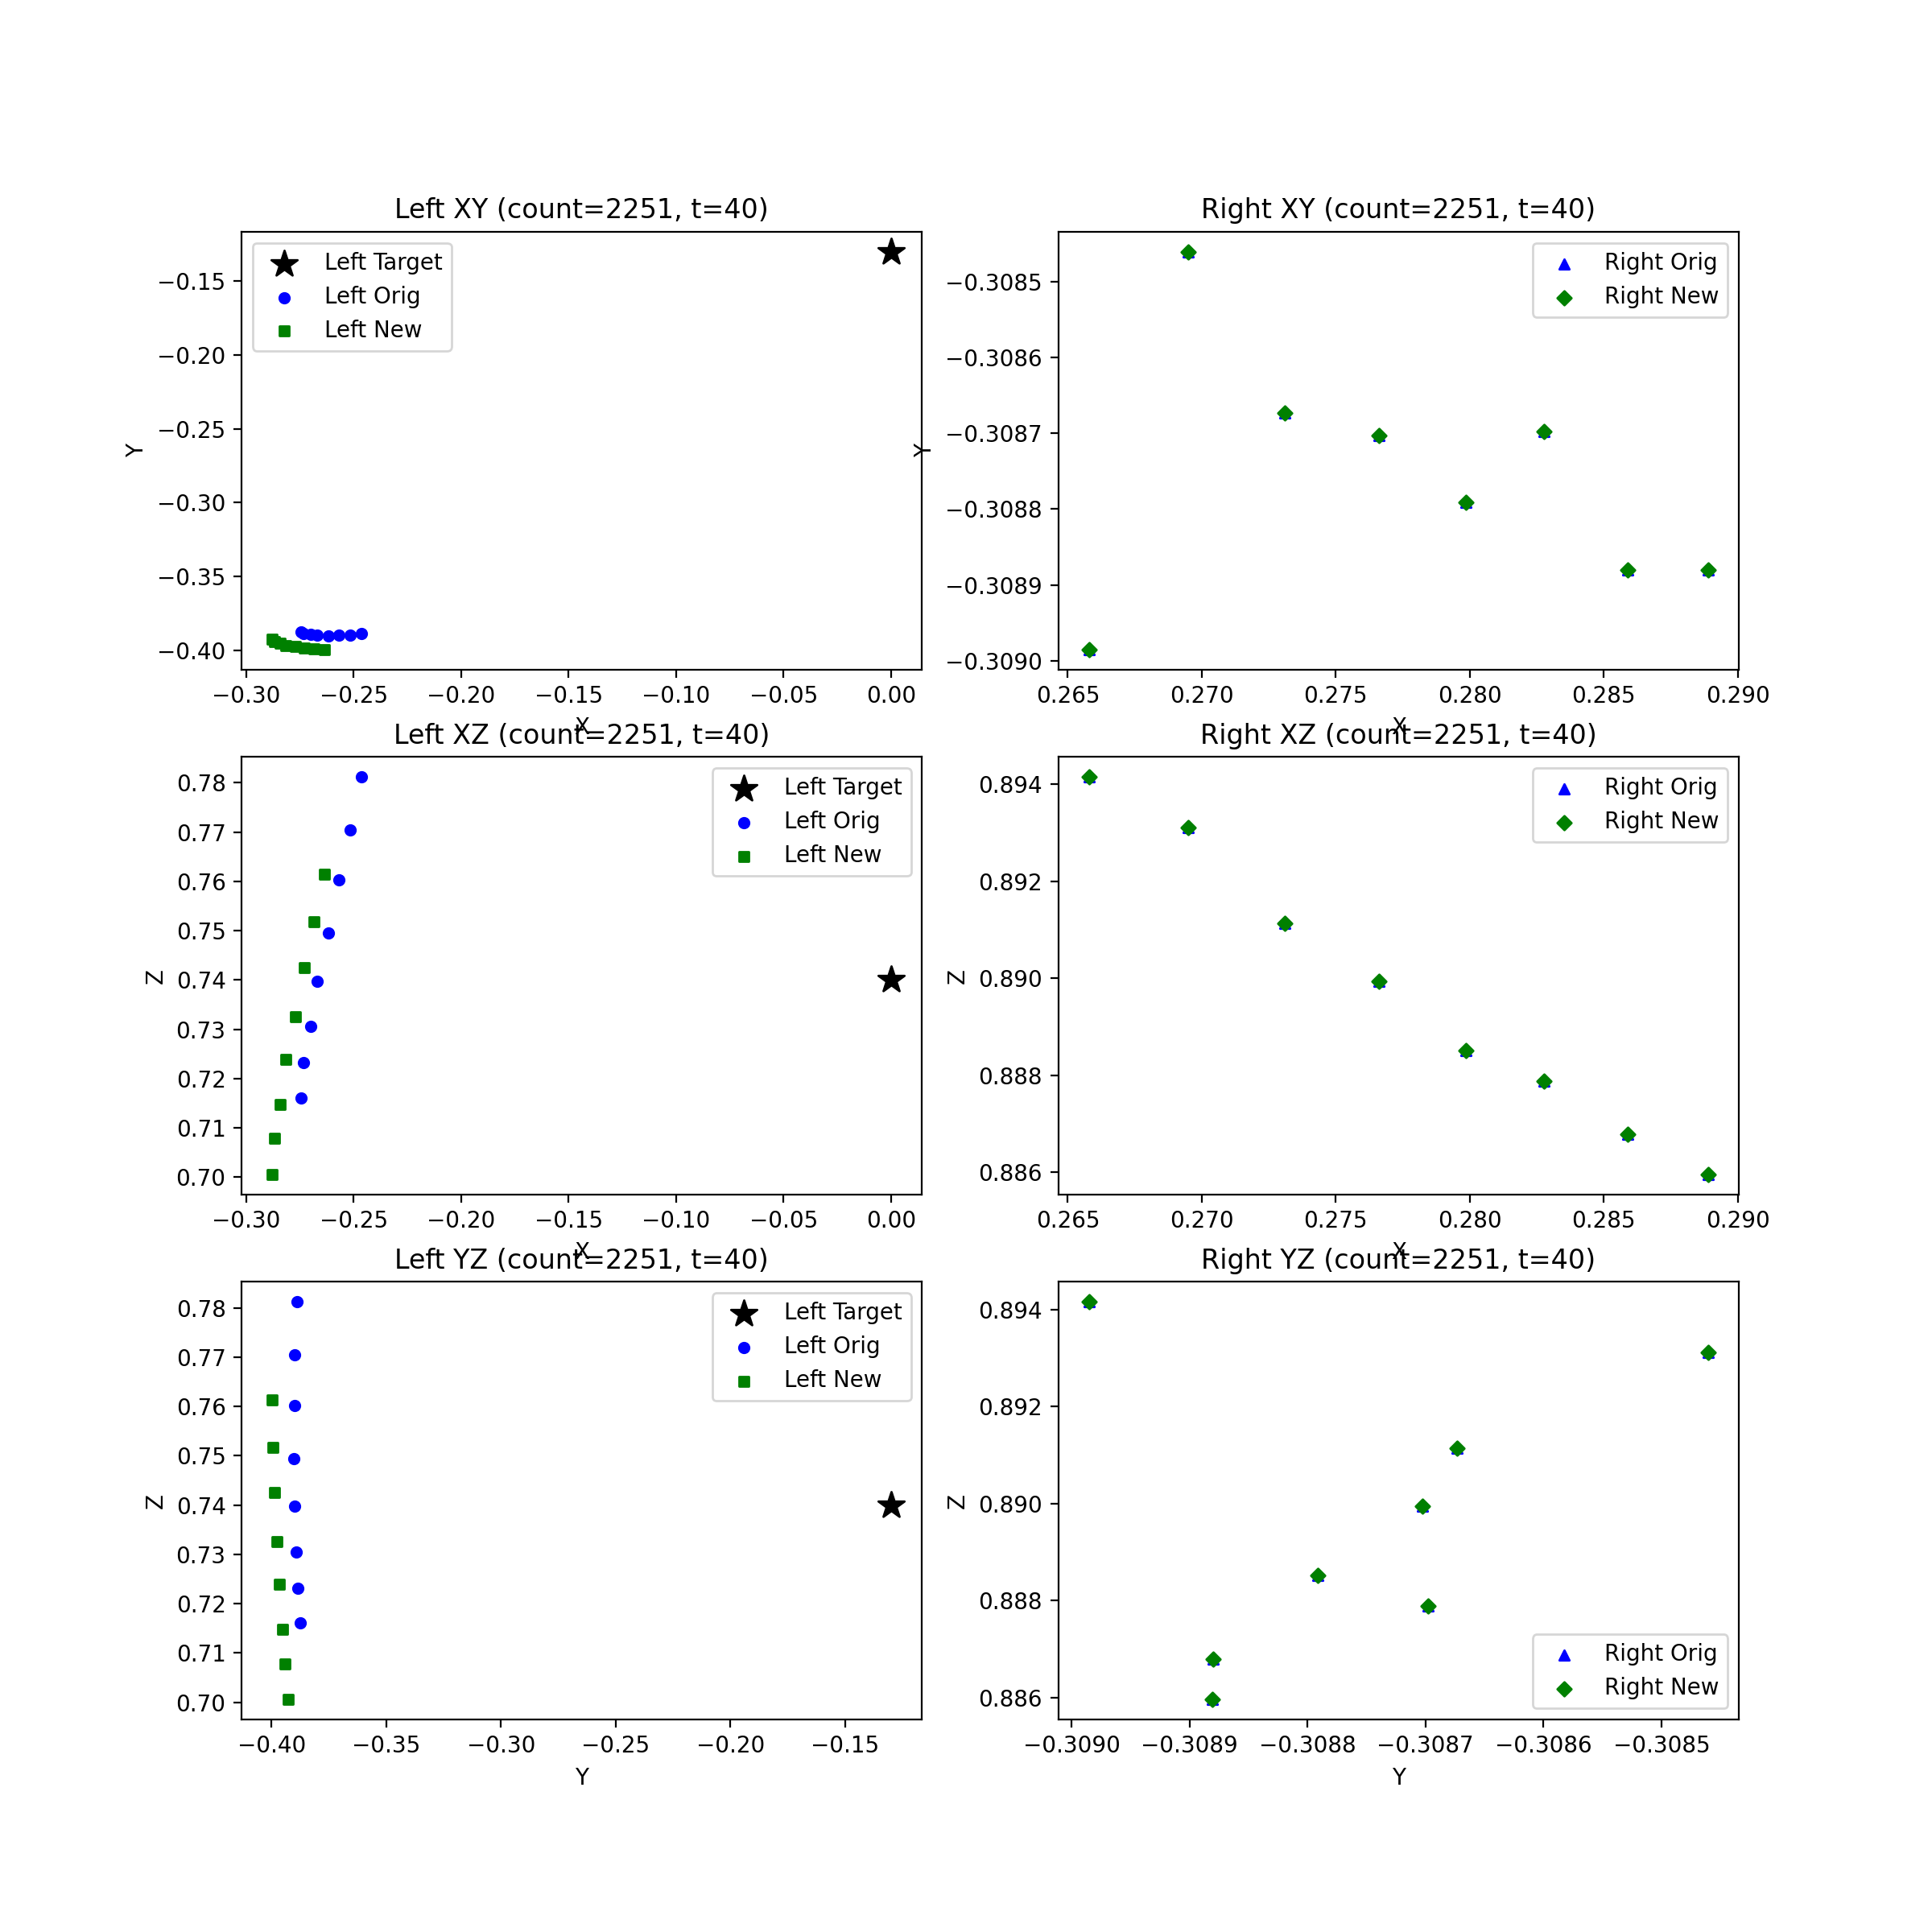 Left XY (count=2251, t=40)
Left Target
Left Orig
Left New
−0.15
−0.20
−0.25
−0.30
−0.35
−0.40
Y
−0.30 −0.25 −0.20 −0.15 −0.10 −0.05 0.00
X
Right XY (count=2251, t=40)
Right Orig
Right New
−0.3085
−0.3086
−0.3087
−0.3088
−0.3089
−0.3090
Y
0.265 0.270 0.275 0.280 0.285 0.290
X
Left XZ (count=2251, t=40)
Left Target
Left Orig
Left New
0.78
0.77
0.76
0.75
0.74
0.73
0.72
0.71
0.70
Z
−0.30 −0.25 −0.20 −0.15 −0.10 −0.05 0.00
X
Right XZ (count=2251, t=40)
Right Orig
Right New
0.894
0.892
0.890
0.888
0.886
Z
0.265 0.270 0.275 0.280 0.285 0.290
X
Left YZ (count=2251, t=40)
Left Target
Left Orig
Left New
0.78
0.77
0.76
0.75
0.74
0.73
0.72
0.71
0.70
Z
−0.40 −0.35 −0.30 −0.25 −0.20 −0.15
Y
Right YZ (count=2251, t=40)
0.894
0.892
0.890
0.888
0.886
Z
Right Orig
Right New
−0.3090 −0.3089 −0.3088 −0.3087 −0.3086 −0.3085
Y